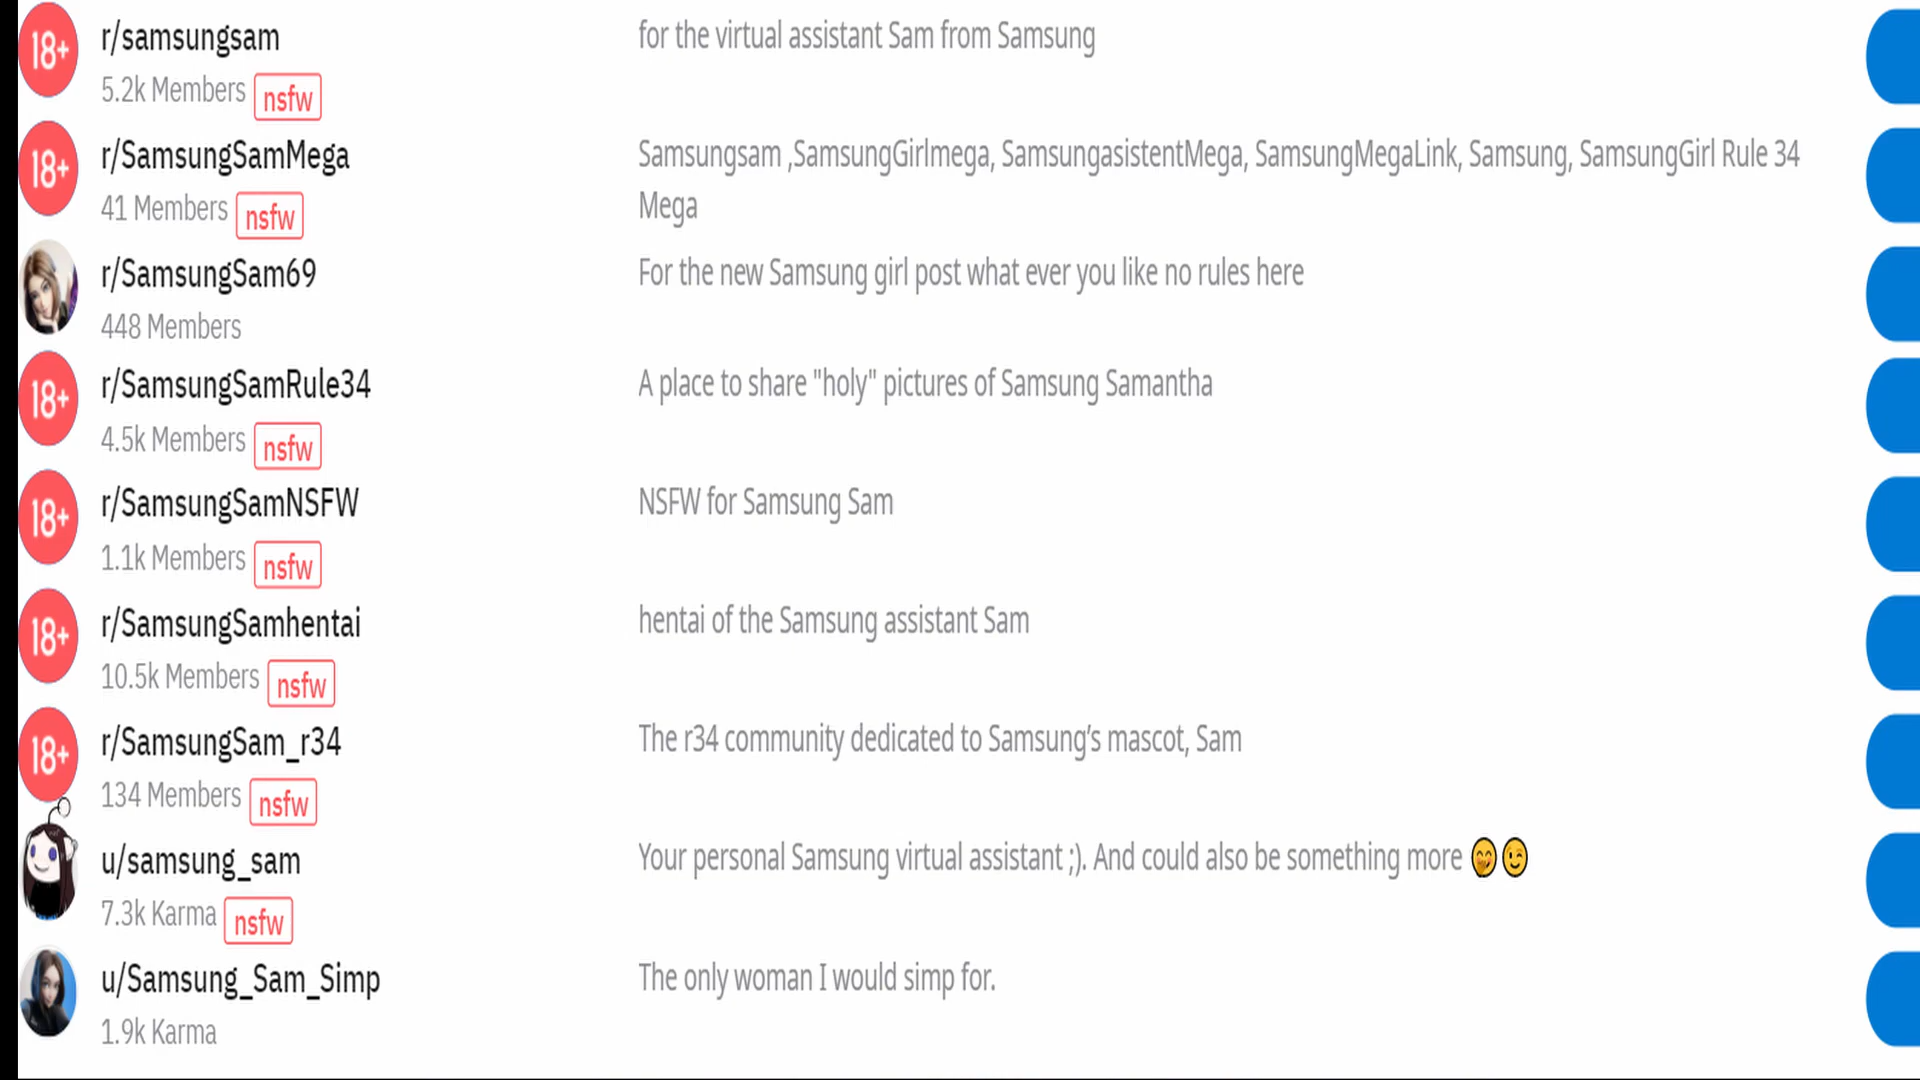 18+ r/samsungsam for the virtual assistant Sam from Samsung
5.2k Members nsfw
18+ r/SamsungSamMega Samsungsam ,SamsungGirlmega, SamsungasistentMega, SamsungMegaLink, Samsung, SamsungGirl Rule 34
41 Members nsfw Mega
r/SamsungSam69 For the new Samsung girl post what ever you like no rules here
448 Members
18+ r/SamsungSamRule34 A place to share "holy" pictures of Samsung Samantha
4.5k Members nsfw
18+ r/SamsungSamNSFW NSFW for Samsung Sam
1.1k Members nsfw
18+ r/SamsungSamhentai hentai of the Samsung assistant Sam
10.5k Members nsfw
18+ r/SamsungSam_r34 The r34 community dedicated to Samsung’s mascot, Sam
134 Members nsfw
u/samsung_sam Your personal Samsung virtual assistant ;). And could also be something more 🤭😉
7.3k Karma nsfw
u/Samsung_Sam_Simp The only woman I would simp for.
1.9k Karma